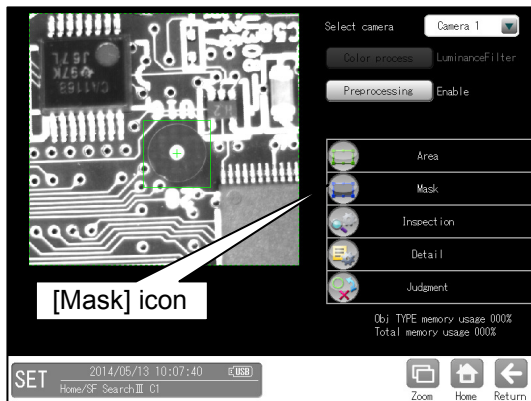 Select camera
Camera 1
Color process
LuminanceFilter
Preprocessing
Enable
Area
Mask
Inspection
Detail
Judgment
Obj TYPE memory usage 000%
Total memory usage 000%
[Mask] icon
SET
2014/05/13 10:07:40
USB
Home/SF SearchⅢ C1
Zoom
Home
Return